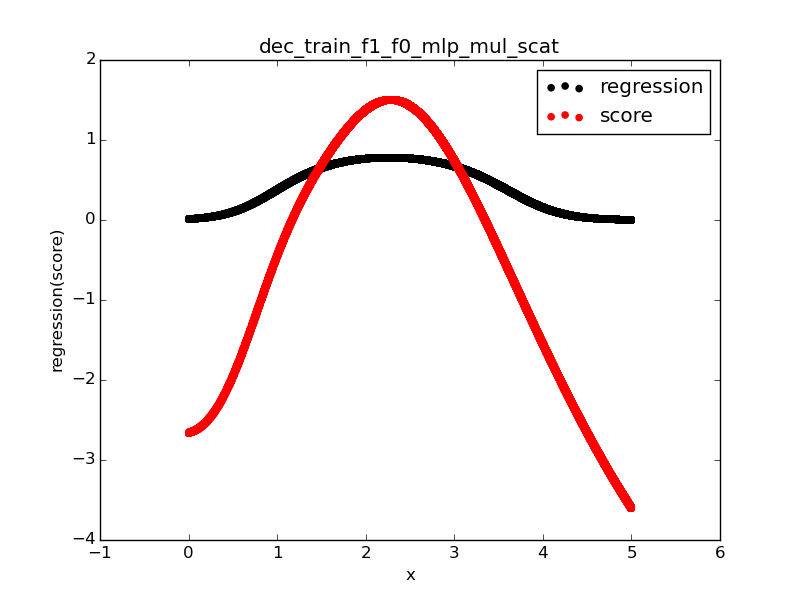 dec_train_f1_f0_mlp_mul_scat
regression
score
2
1
0
−1
−2
−3
−4
regression(score)
−1 0 1 2 3 4 5 6
x